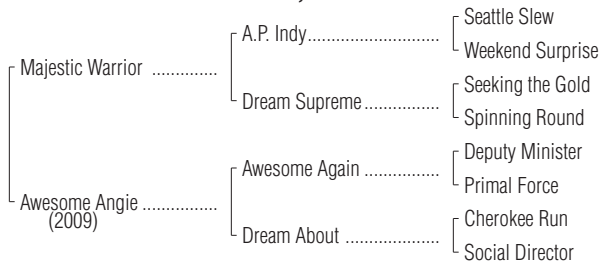 Seattle Slew
A.P. Indy
Weekend Surprise
Majestic Warrior
Seeking the Gold
Dream Supreme
Spinning Round
Deputy Minister
Awesome Again
Primal Force
Awesome Angie
(2009)
Cherokee Run
Dream About
Social Director